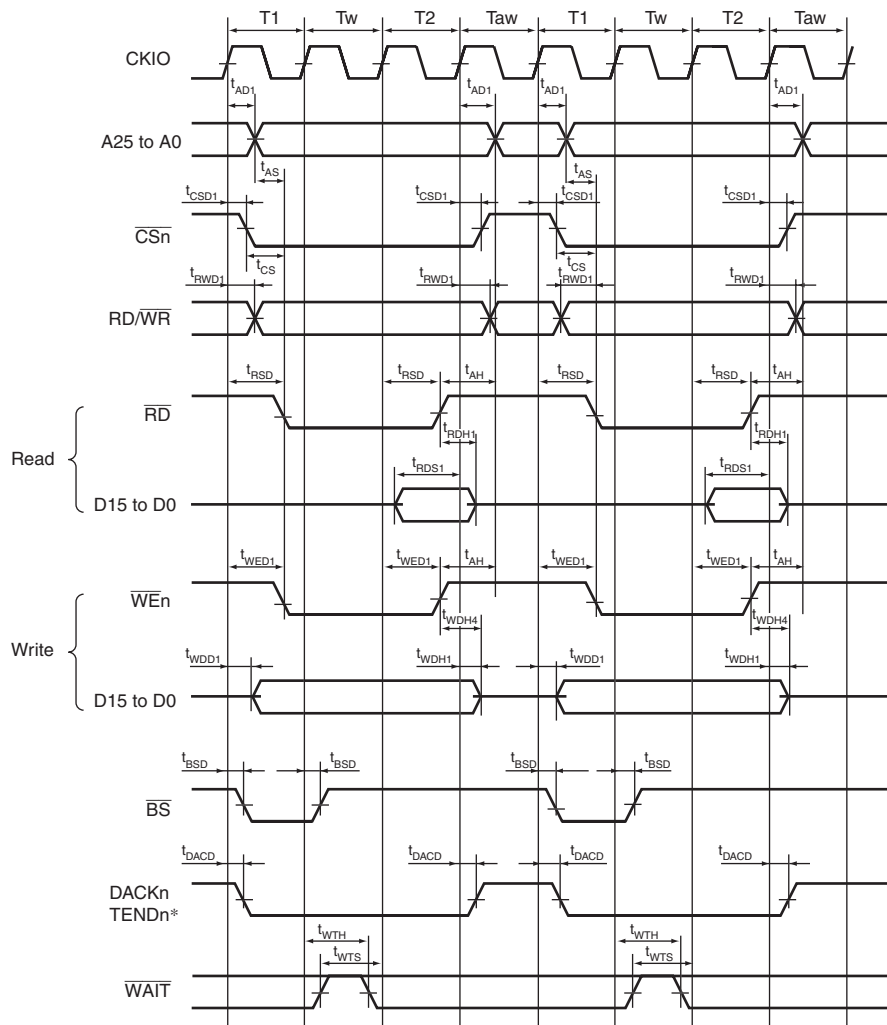 T1 Tw T2 Taw T1 Tw T2 Taw
CKIO
tAD1 tAD1 tAD1 tAD1
A25 to A0
tAS tAS
tCSD1 tCSD1 tCSD1 tCSD1
CSn
tCS tCS
tRWD1 tRWD1 tRWD1 tRWD1
RD/WR
tRSD tRSD tAH tRSD tRSD tAH
RD
tRDH1 tRDH1
Read
tRDS1 tRDS1
D15 to D0
tWED1 tWED1 tAH tWED1 tWED1 tAH
WEn
tWDH4 tWDH4
Write
tWDD1 tWDH1 tWDD1 tWDH1
D15 to D0
tBSD tBSD tBSD tBSD
BS
tDACD tDACD tDACD tDACD
DACKn
TENDn*
tWTH tWTH
tWTS tWTS
WAIT